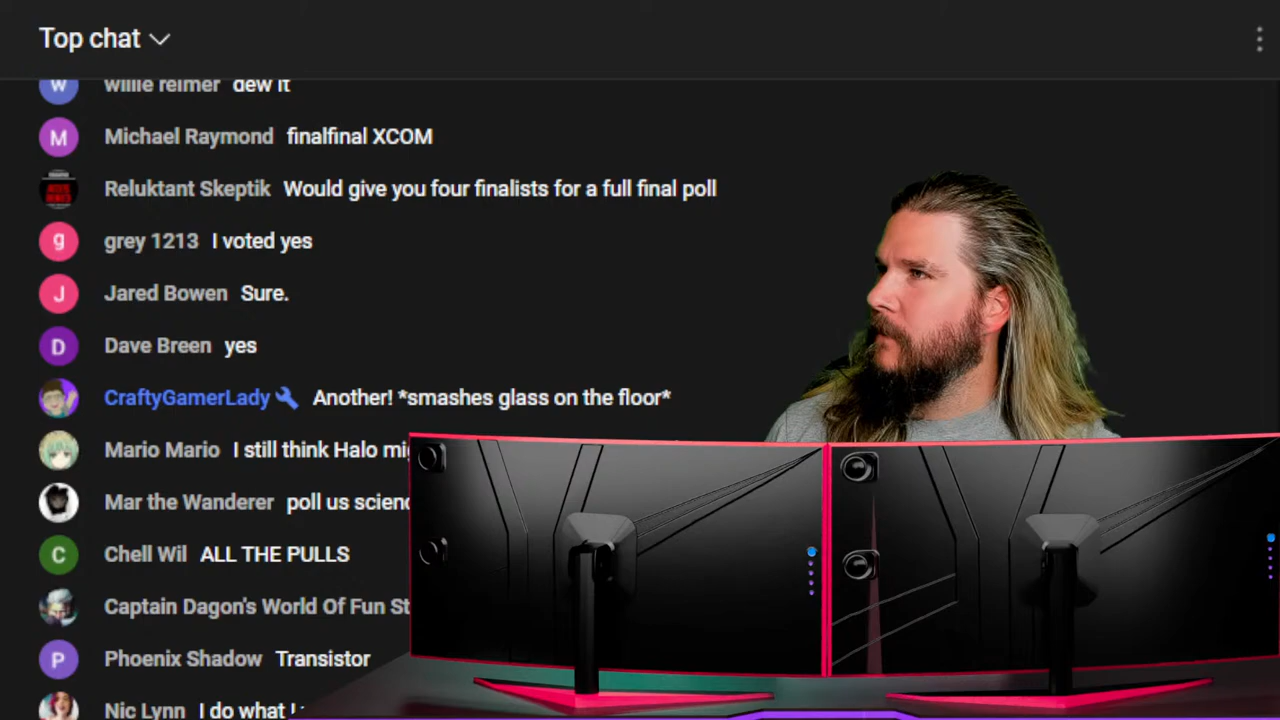 Top chat
willie reimer dew it
M Michael Raymond finalfinal XCOM
Reluktant Skeptik Would give you four finalists for a full final poll
g grey 1213 I voted yes
J Jared Bowen Sure.
D Dave Breen yes
CraftyGamerLady Another! *smashes glass on the floor*
Mario Mario I still think Halo
Mar the Wanderer poll us
C Chell Wil ALL THE PULLS
Captain Dagon's World Of Fun
P Phoenix Shadow Transistor
Nic Lynn I do what